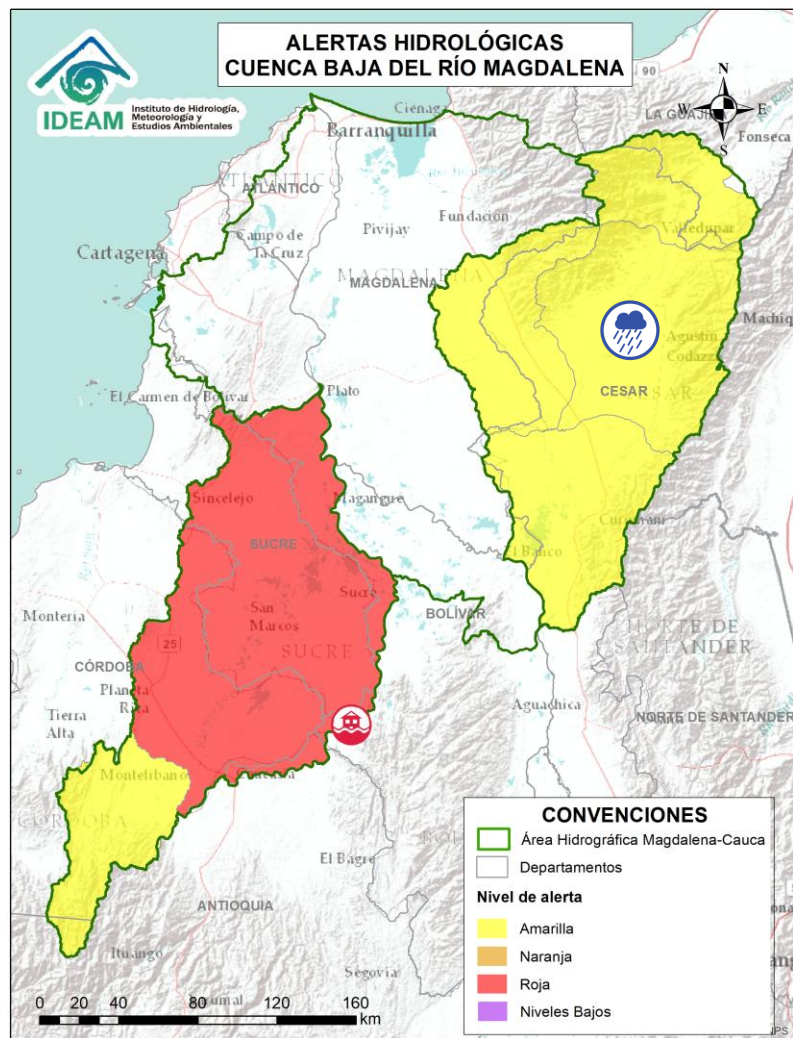 ALERTAS HIDROLÓGICAS
CUENCA BAJA DEL RÍO MAGDALENA
IDEAM
Instituto de Hidrología,
Meteorología y
Estudios Ambientales
N
W
E
S
90
LA GUAJI
Fonseca
Ciénaga
Barranquilla
ATLÁNTICO
Valledupar
Fundación
Pivijay
Campo de
La Cruz
Cartagena
MAGDALENA
MAGDALENA
Machiq
Agustín
Codazzi
CESAR
El Carmen de Bolívar
Plato
Sincelejo
Magangue
Curumaní
SUCRE
El Banco
Sucre
San
Marcos
BOLÍVAR
Montería
25
SUCRE
NORTE DE
SANTANDER
CÓRDOBA
Planeta
Rica
Aguachica
Tierra
Alta
NORTE DE SANTANDER
Montelíbano
CÓRDOBA
El Bagre
ANTIOQUIA
Ituango
Segovia
CONVENCIONES
Área Hidrográfica Magdalena-Cauca
Departamentos
Nivel de alerta
Amarilla
Naranja
Roja
Niveles Bajos
0 20 40 80 120 160
km